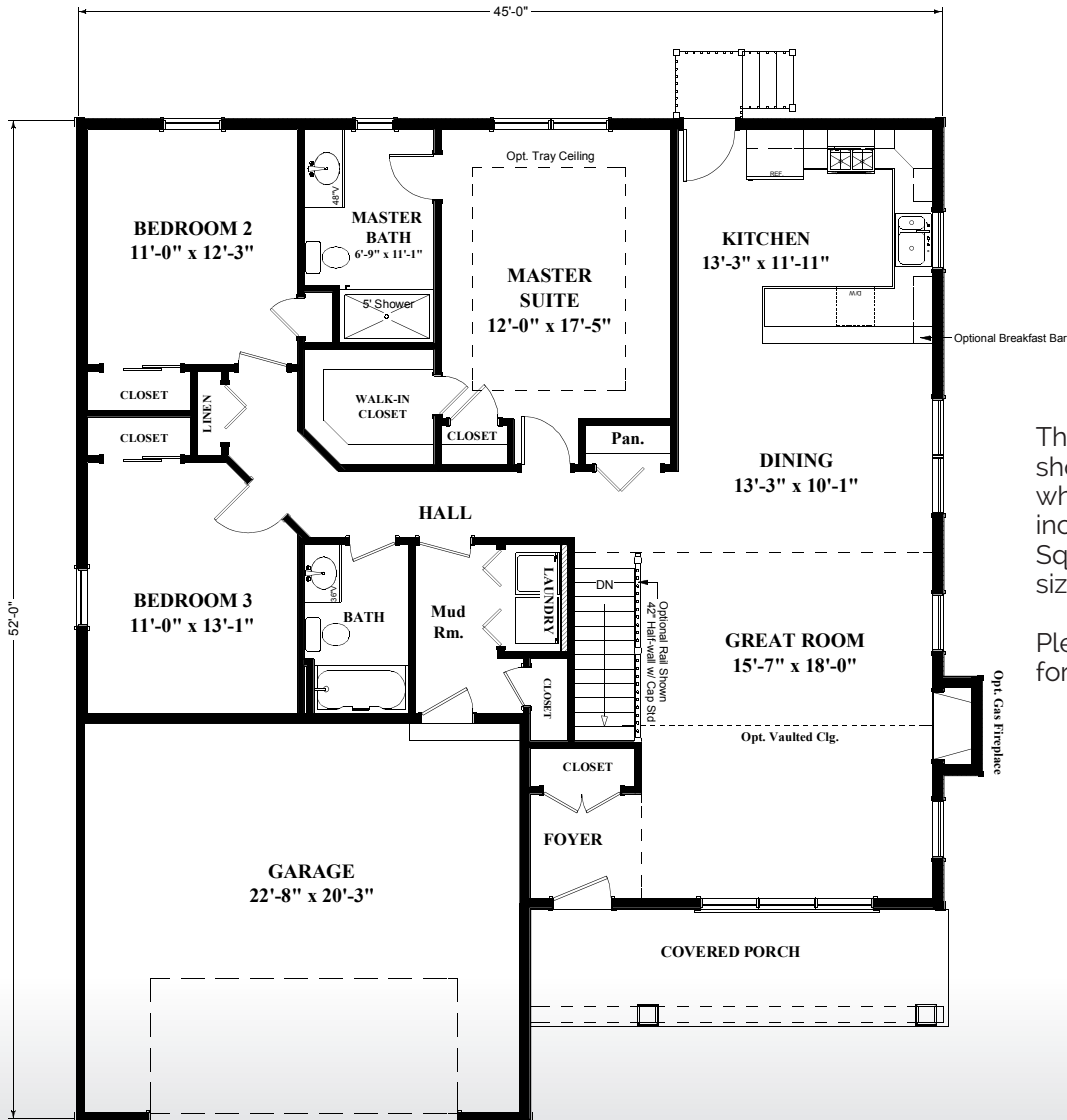 45'-0"
52'-0"
Opt. Tray Ceiling
BEDROOM 2
11'-0" x 12'-3"
48"V
MASTER
BATH
6'-9" x 11'-1"
5' Shower
MASTER
SUITE
12'-0" x 17'-5"
REF.
KITCHEN
13'-3" x 11'-11"
D/W
Optional Breakfast Bar
CLOSET
CLOSET
LINEN
WALK-IN
CLOSET
CLOSET
Pan.
DINING
13'-3" x 10'-1"
HALL
BEDROOM 3
11'-0" x 13'-1"
36"V
BATH
Mud
Rm.
LAUNDRY
CLOSET
DN
Optional Rail Shown
42" Half-wall w/ Cap Std
GREAT ROOM
15'-7" x 18'-0"
Opt. Vaulted Clg.
Opt. Gas Fireplace
CLOSET
FOYER
GARAGE
22'-8" x 20'-3"
COVERED PORCH
Sq
siz
Ple
for